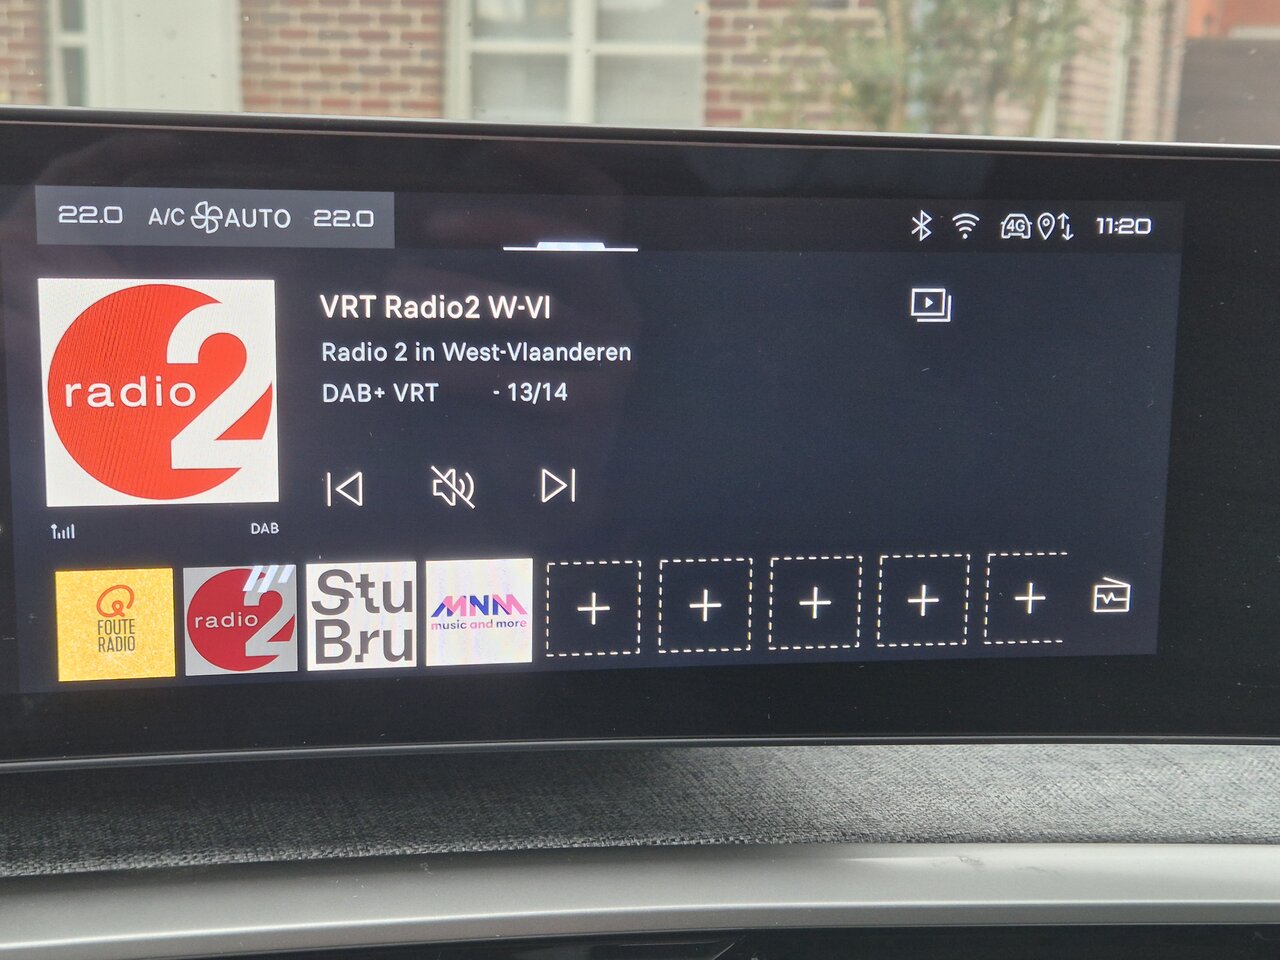 22.0 A/C AUTO 22.0
4G 11:20
radio 2
VRT Radio2 W-Vl
Radio 2 in West-Vlaanderen
DAB+ VRT - 13/14
DAB
FOUTE
RADIO
radio 2
Stu
Bru
MNM
music and more